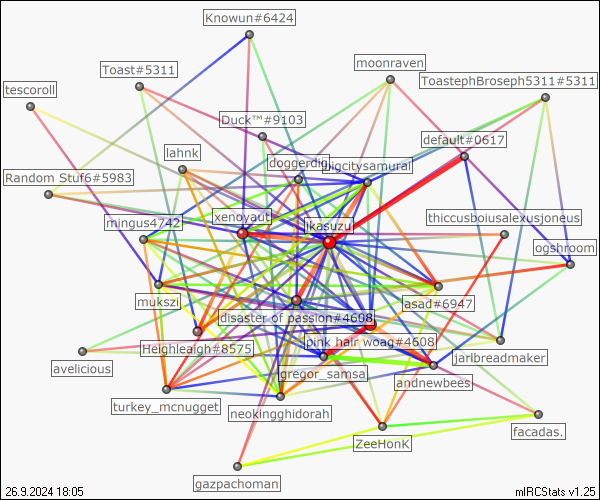 Knowun#6424
moonraven
Toast#5311
ToastephBroseph5311#5311
tescoroll
Duck™#9103
default#0617
lahnk
doggerdig
bigcitysamurai
Random Stuf6#5983
thiccusboiusalexusjoneus
xenoyaut
mingus4742
ikasuzu
ogshroom
mukszi
asad#6947
disaster of passion#4608
pink hair woag#4608
Heighleaigh#8575
jarlbreadmaker
avelicious
gregor_samsa
andnewbees
turkey_mcnugget
neokingghidorah
facadas.
ZeeHonK
gazpachoman
26.9.2024 18:05
mIRCStats v1.25